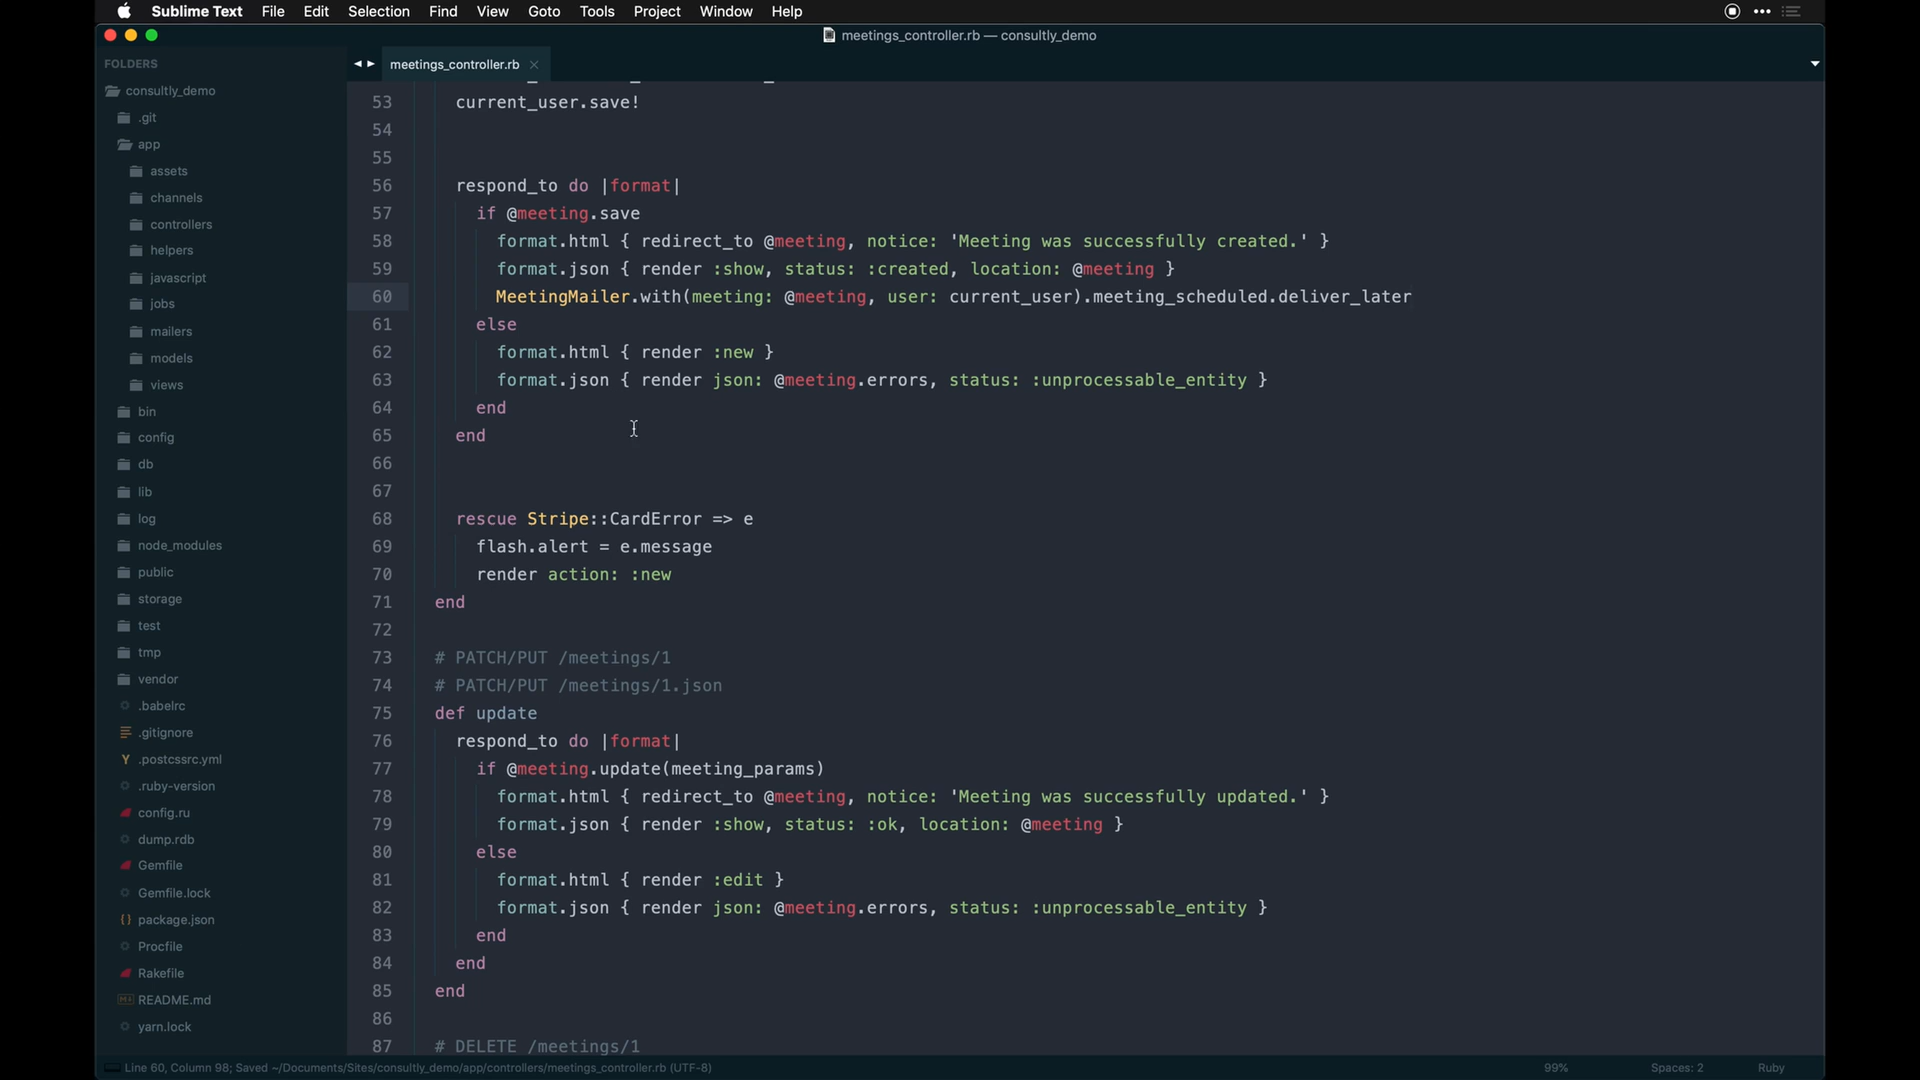 Sublime Text File Edit Selection Find View Goto Tools Project Window Help
meetings_controller.rb — consultly_demo
FOLDERS
consultly_demo
.git
app
assets
channels
controllers
helpers
javascript
jobs
mailers
models
views
bin
config
db
lib
log
node_modules
public
storage
test
tmp
vendor
.babelrc
.gitignore
.postcssrc.yml
.ruby-version
config.ru
dump.rdb
Gemfile
Gemfile.lock
package.json
Procfile
Rakefile
README.md
yarn.lock
meetings_controller.rb
53 current_user.save!
54
55
56 respond_to do |format|
57 if @meeting.save
58 format.html { redirect_to @meeting, notice: 'Meeting was successfully created.' }
59 format.json { render :show, status: :created, location: @meeting }
60 MeetingMailer.with(meeting: @meeting, user: current_user).meeting_scheduled.deliver_later
61 else
62 format.html { render :new }
63 format.json { render json: @meeting.errors, status: :unprocessable_entity }
64 end
65 end
66
67
68 rescue Stripe::CardError => e
69 flash.alert = e.message
70 render action: :new
71 end
72
73 # PATCH/PUT /meetings/1
74 # PATCH/PUT /meetings/1.json
75 def update
76 respond_to do |format|
77 if @meeting.update(meeting_params)
78 format.html { redirect_to @meeting, notice: 'Meeting was successfully updated.' }
79 format.json { render :show, status: :ok, location: @meeting }
80 else
81 format.html { render :edit }
82 format.json { render json: @meeting.errors, status: :unprocessable_entity }
83 end
84 end
85 end
86
87 # DELETE /meetings/1
Line 60, Column 98; Saved ~/Documents/Sites/consultly_demo/app/controllers/meetings_controller.rb (UTF-8) 99% Spaces: 2 Ruby